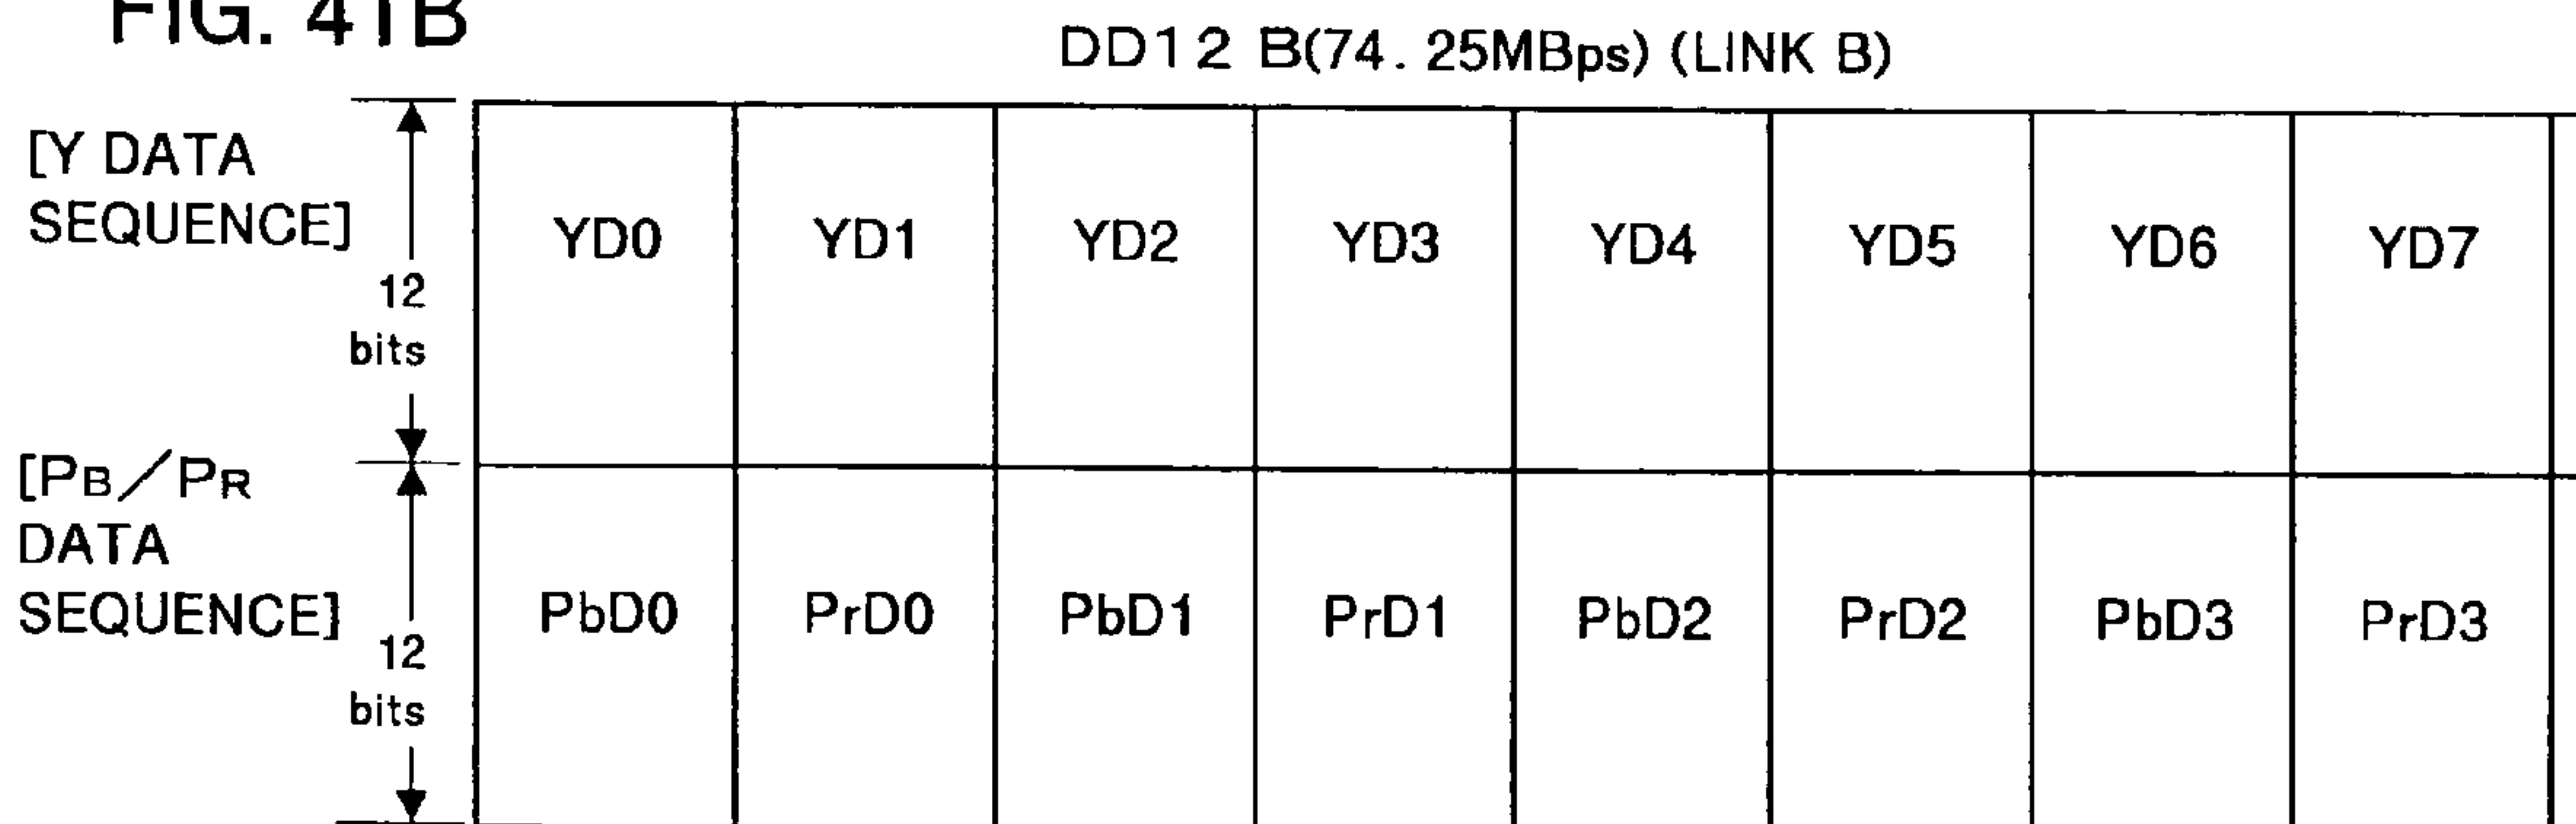 FIG. 41B
DD12 B(74.25MBps) (LINK B)
[Y DATA
SEQUENCE]
12
bits
YD0 YD1 YD2 YD3 YD4 YD5 YD6 YD7
[PB/PR
DATA
SEQUENCE]
12
bits
PbD0 PrD0 PbD1 PrD1 PbD2 PrD2 PbD3 PrD3